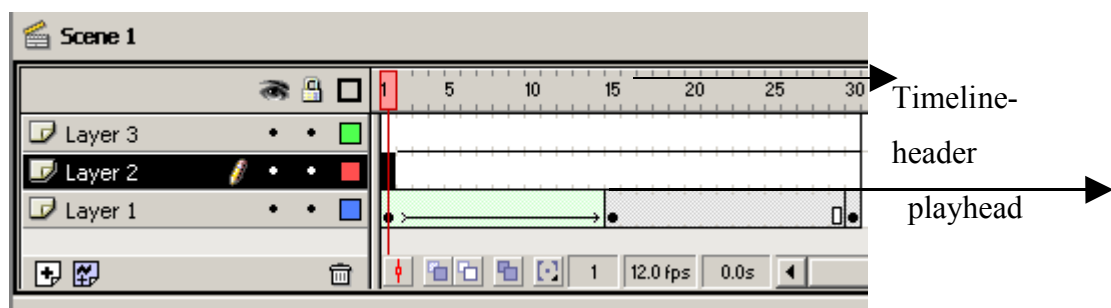 Scene 1
1 5 10 15 20 25 30
Timeline-
header
Layer 3
Layer 2
Layer 1
playhead
1 12.0 fps 0.0s